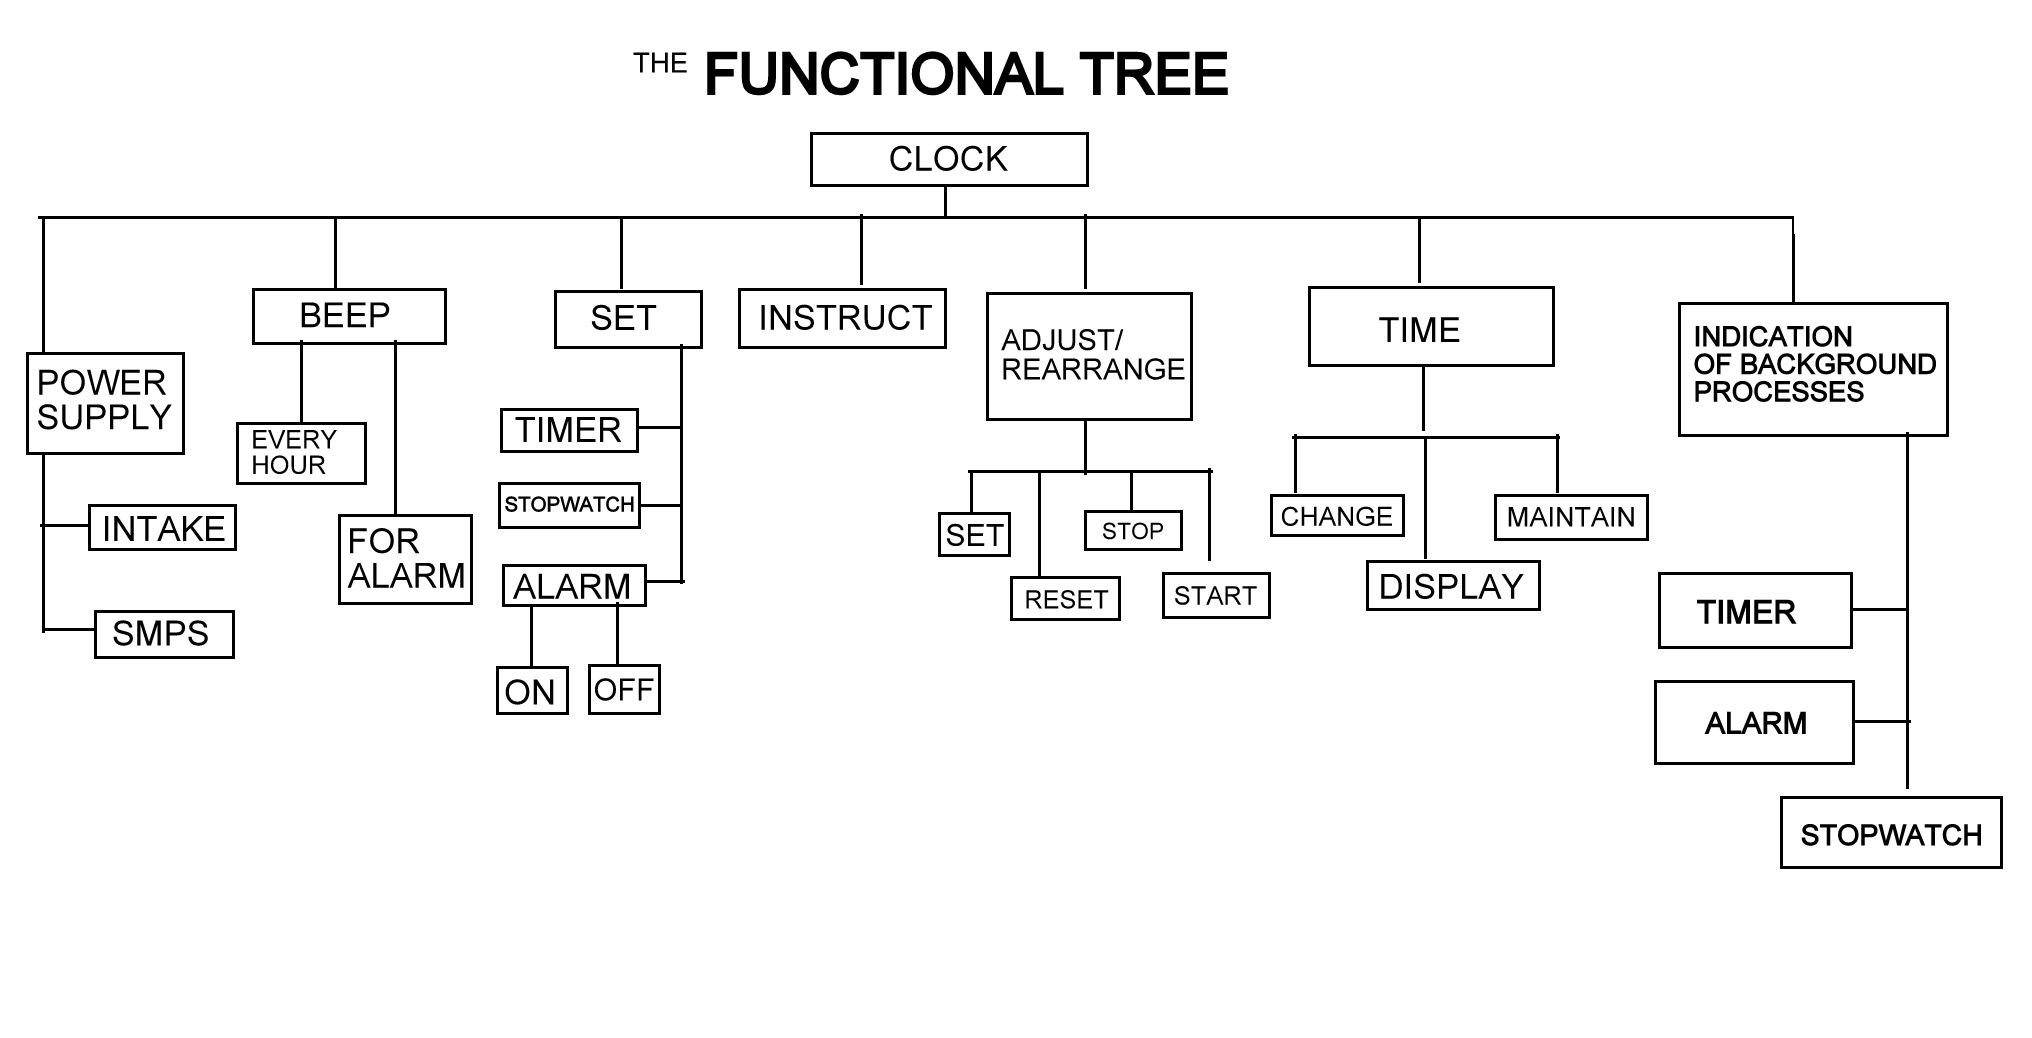 THE FUNCTIONAL TREE
CLOCK
POWER
SUPPLY
INTAKE
SMPS
BEEP
EVERY
HOUR
FOR
ALARM
SET
TIMER
STOPWATCH
ALARM
ON
OFF
INSTRUCT
ADJUST/
REARRANGE
SET
RESET
STOP
START
TIME
CHANGE
DISPLAY
MAINTAIN
INDICATION
OF BACKGROUND
PROCESSES
TIMER
ALARM
STOPWATCH